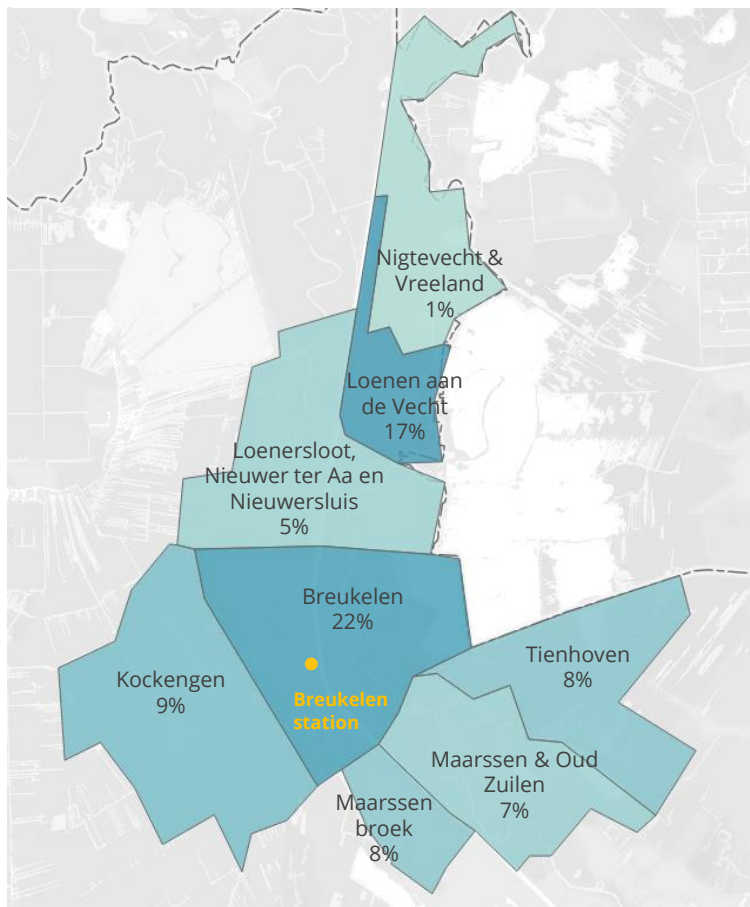 Nigtevecht &
Vreeland
1%
Loenen aan
de Vecht
17%
Loenersloot,
Nieuwer ter Aa en
Nieuwersluis
5%
Breukelen
22%
Breukelen
station
Kockengen
9%
Tienhoven
8%
Maarssen & Oud
Zuilen
7%
Maarssen
broek
8%